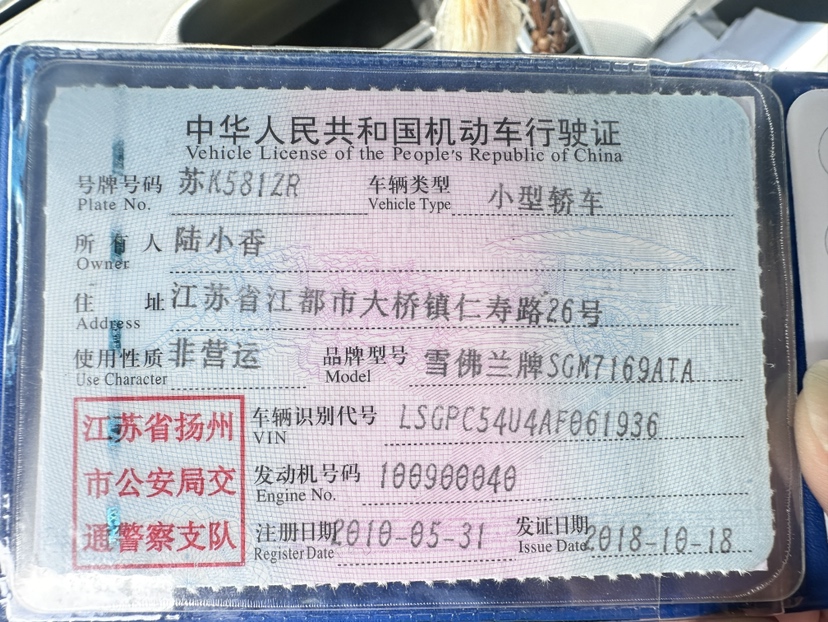 中华人民共和国机动车行驶证
Vehicle License of the People's Republic of China
号牌号码 苏K581ZR 车辆类型 小型轿车
Plate No. Vehicle Type
所有人 陆小香
Owner
住址 江苏省江都市大桥镇仁寿路26号
Address
使用性质 非营运 品牌型号 雪佛兰牌SGM7169ATA
Use Character Model
江苏省扬州
市公安局交
通警察支队
车辆识别代号 LSGPC54U4AF061936
VIN
发动机号码 100900040
Engine No.
注册日期 2010-05-31 发证日期 2018-10-18
Register Date Issue Date